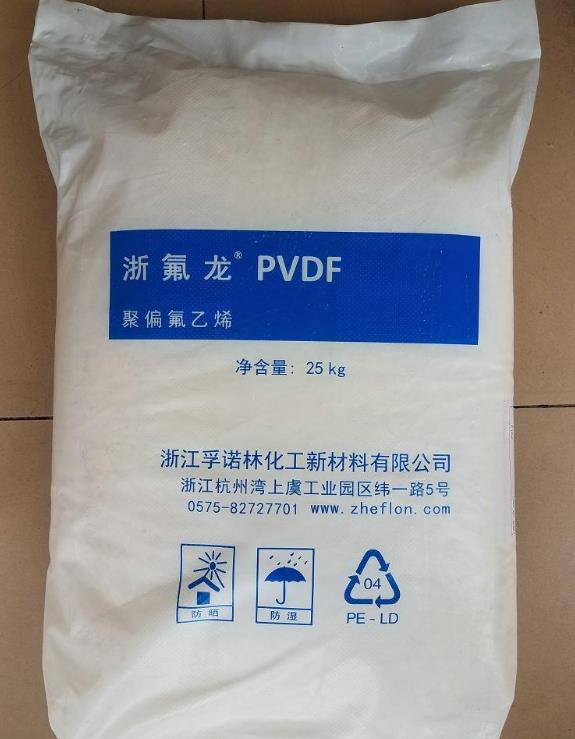 浙氟龙® PVDF
聚偏氟乙烯
净含量: 25 kg
浙江孚诺林化工新材料有限公司
浙江杭州湾上虞工业园区纬一路5号
0575-82727701 www.zheflon.com
防晒
防湿
04
PE-LD